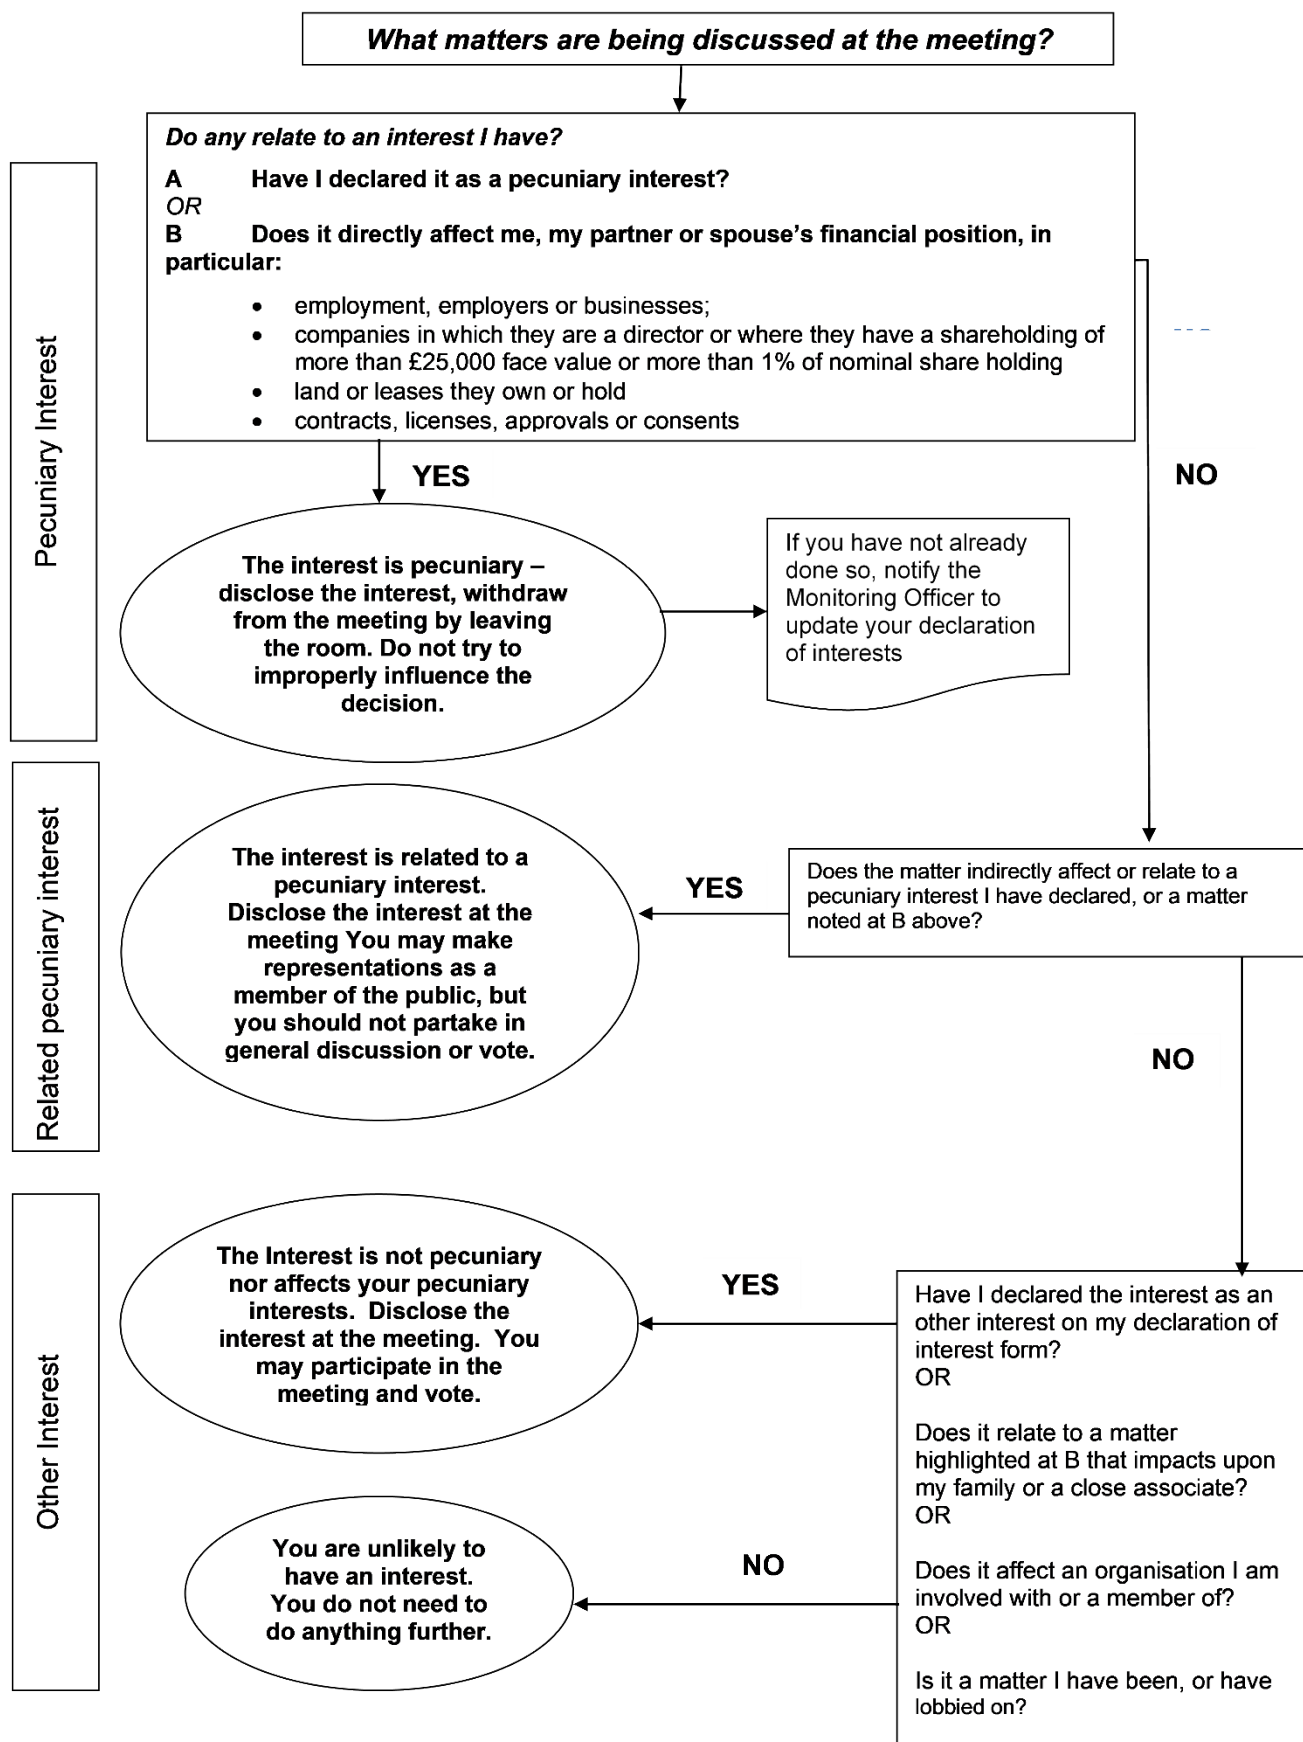 What matters are being discussed at the meeting?
Do any relate to an interest I have?
A Have I declared it as a pecuniary interest?
OR
B Does it directly affect me, my partner or spouse's financial position, in
particular:
• employment, employers or businesses;
• companies in which they are a director or where they have a shareholding of
more than £25,000 face value or more than 1% of nominal share holding
• land or leases they own or hold
• contracts, licenses, approvals or consents
Pecuniary Interest
YES
NO
The interest is pecuniary –
disclose the interest, withdraw
from the meeting by leaving
the room. Do not try to
improperly influence the
decision.
If you have not already
done so, notify the
Monitoring Officer to
update your declaration
of interests
Related pecuniary interest
The interest is related to a
pecuniary interest.
Disclose the interest at the
meeting You may make
representations as a
member of the public, but
you should not partake in
general discussion or vote.
YES
Does the matter indirectly affect or relate to a
pecuniary interest I have declared, or a matter
noted at B above?
NO
Other Interest
The Interest is not pecuniary
nor affects your pecuniary
interests. Disclose the
interest at the meeting. You
may participate in the
meeting and vote.
YES
Have I declared the interest as an
other interest on my declaration of
interest form?
OR
Does it relate to a matter
highlighted at B that impacts upon
my family or a close associate?
OR
Does it affect an organisation I am
involved with or a member of?
OR
Is it a matter I have been, or have
lobbied on?
NO
You are unlikely to
have an interest.
You do not need to
do anything further.